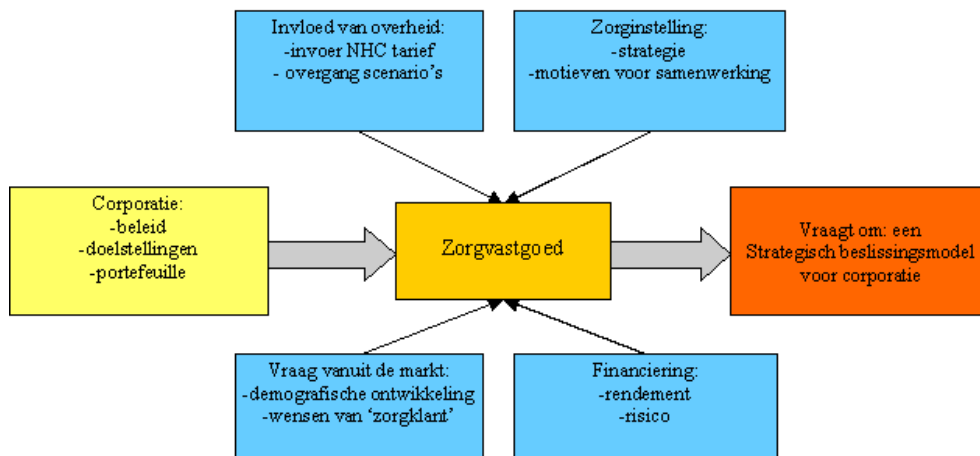 Invloed van overheid:
-invoer NHC tarief
- overgang scenario's
Zorginstelling:
-strategie
-motieven voor samenwerking
Corporatie:
-beleid
-doelstellingen
-portefeuille
Zorgvastgoed
Vraagt om: een
Strategisch beslissingsmodel
voor corporatie
Vraag vanuit de markt:
-demografische ontwikkeling
-wensen van ‘zorgklant’
Financiering:
-rendement
-risico